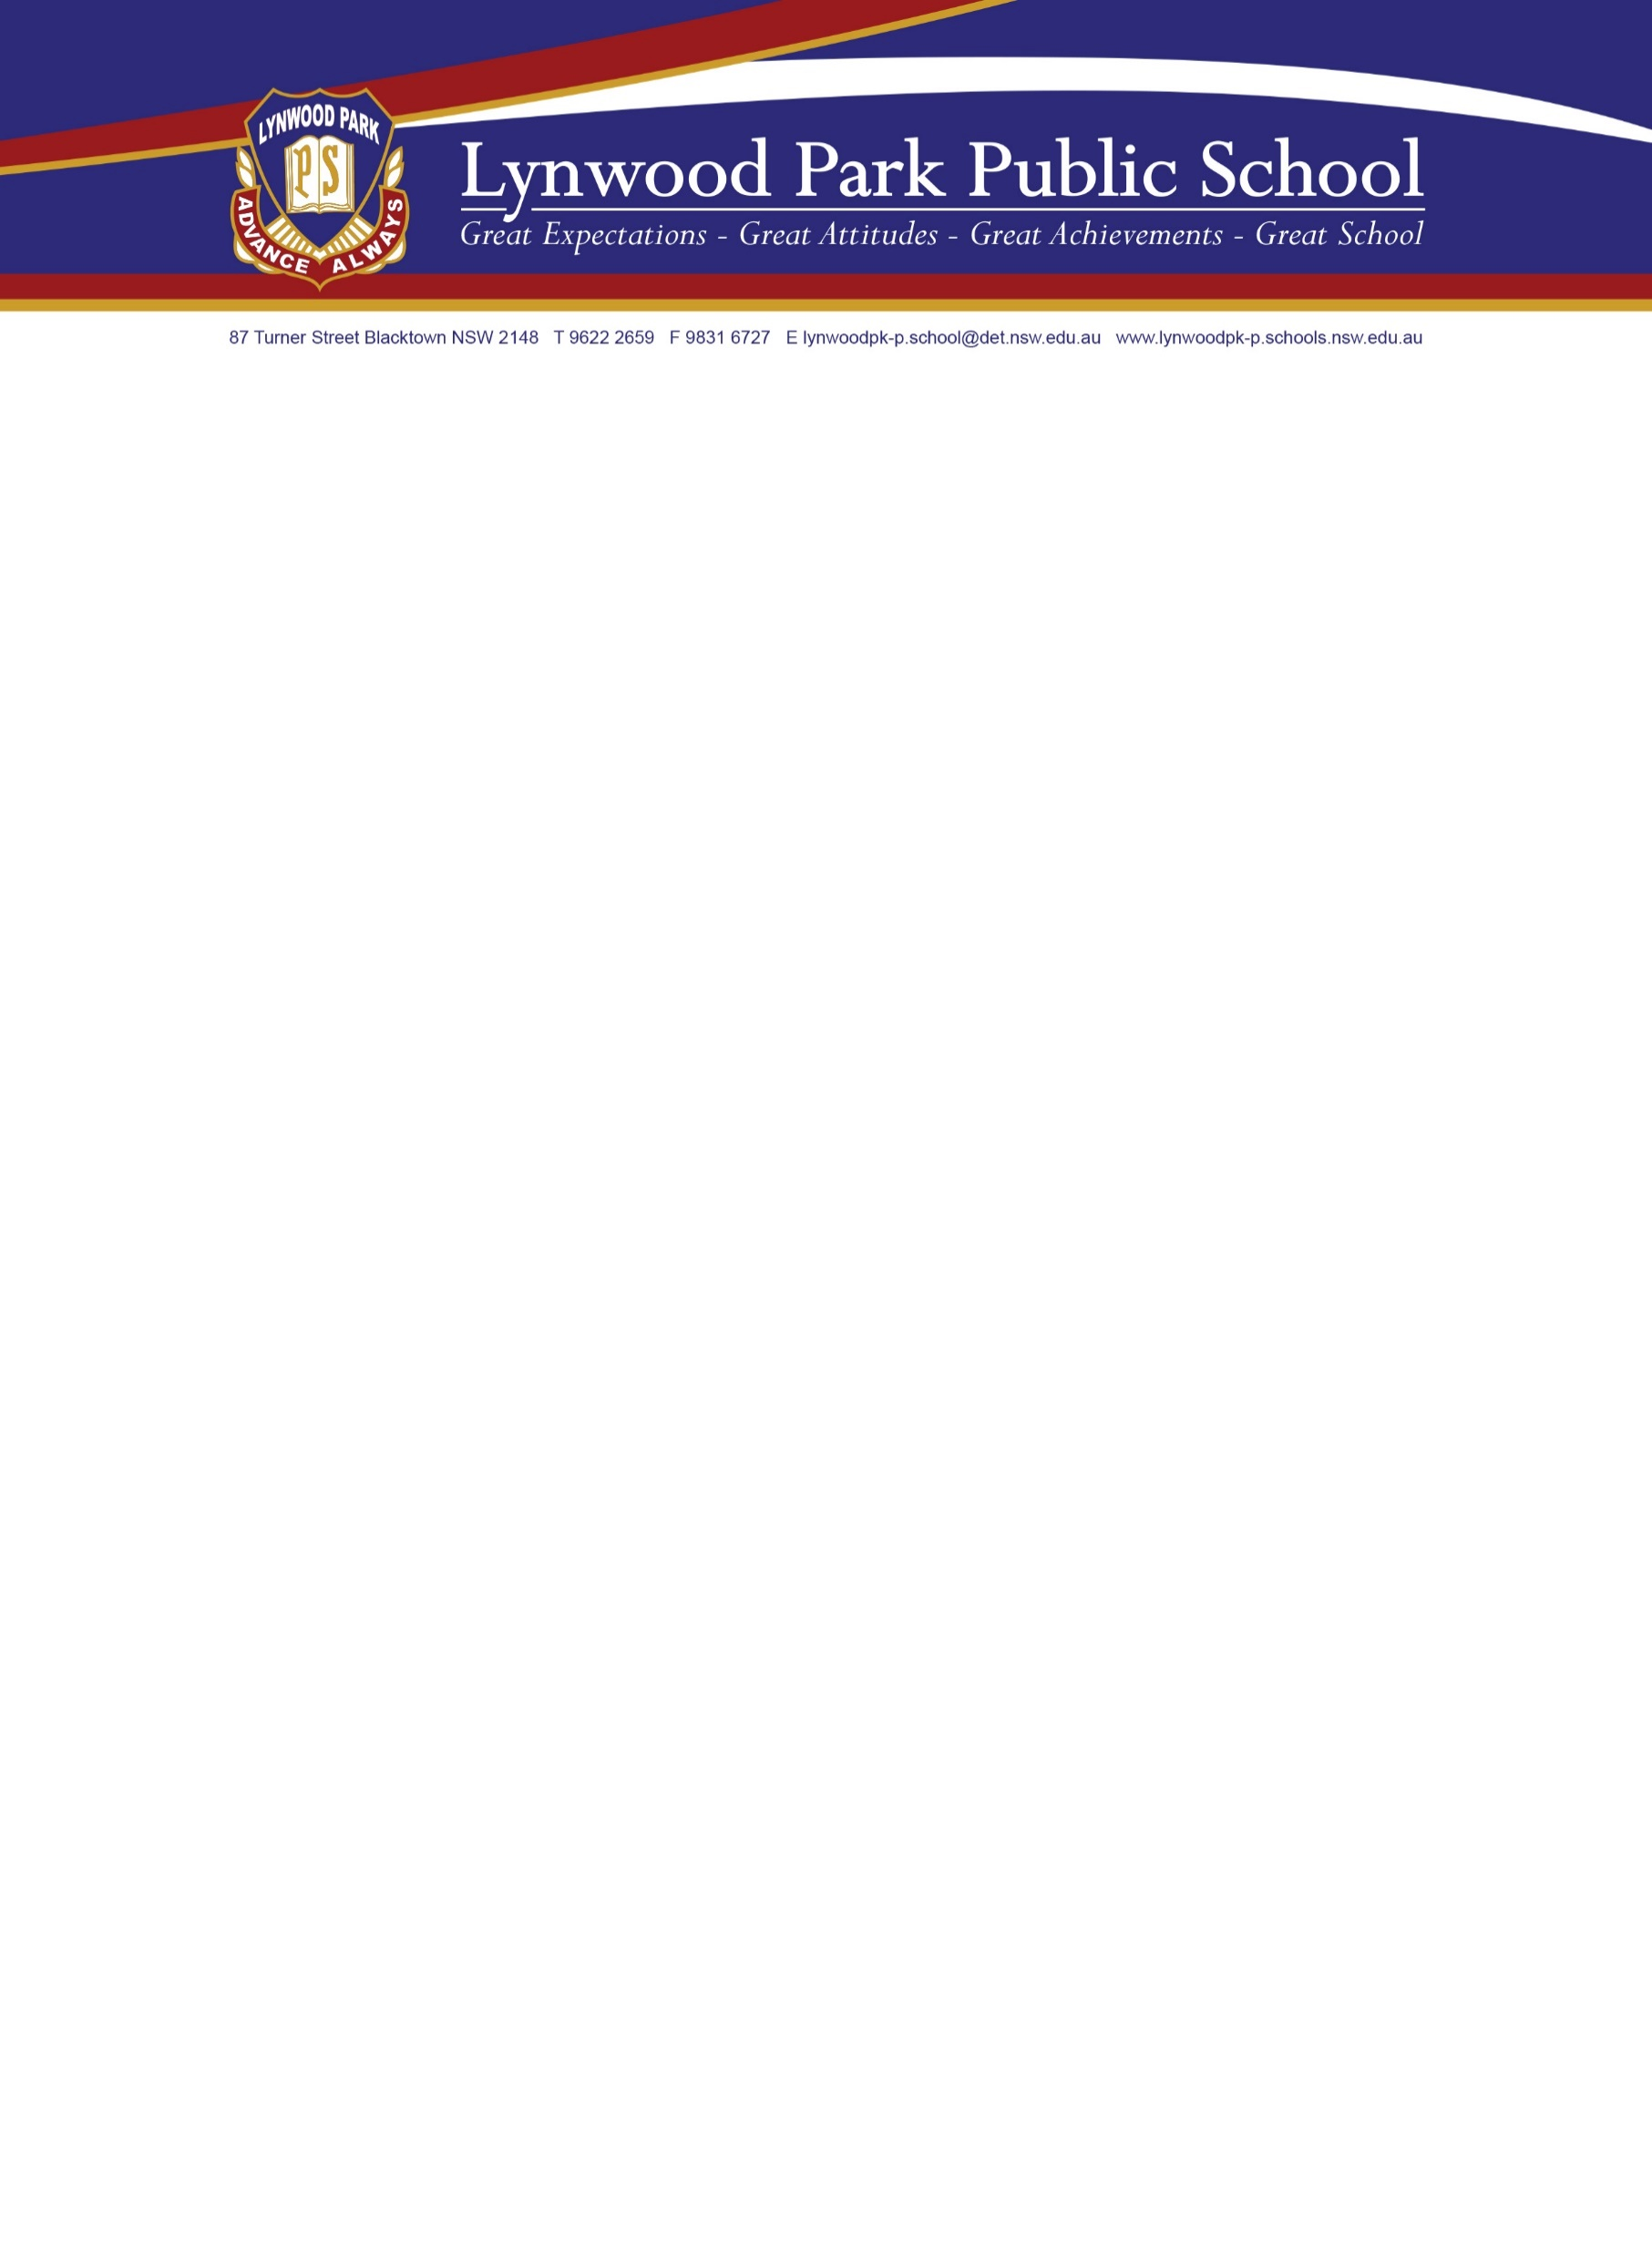 LYNWOOD PARK
PS
ADVANCE ALWAYS
Lynwood Park Public School
Great Expectations - Great Attitudes - Great Achievements - Great School
87 Turner Street Blacktown NSW 2148 T 9622 2659 F 9831 6727 E lynwoodpk-p.school@det.nsw.edu.au www.lynwoodpk-p.schools.nsw.edu.au